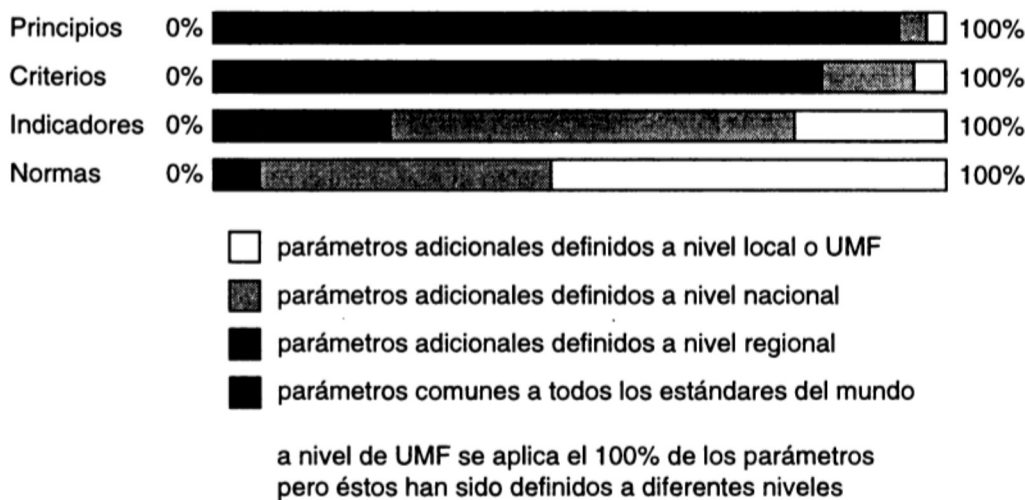 Principios 0% 100%
Criterios 0% 100%
Indicadores 0% 100%
Normas 0% 100%
parámetros adicionales definidos a nivel local o UMF
parámetros adicionales definidos a nivel nacional
parámetros adicionales definidos a nivel regional
parámetros comunes a todos los estándares del mundo
a nivel de UMF se aplica el 100% de los parámetros
pero éstos han sido definidos a diferentes niveles